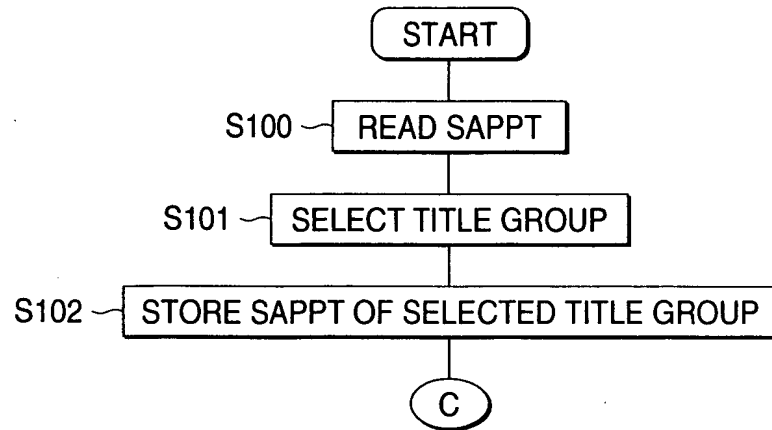 START
S100 READ SAPPT
S101 SELECT TITLE GROUP
S102 STORE SAPPT OF SELECTED TITLE GROUP
C